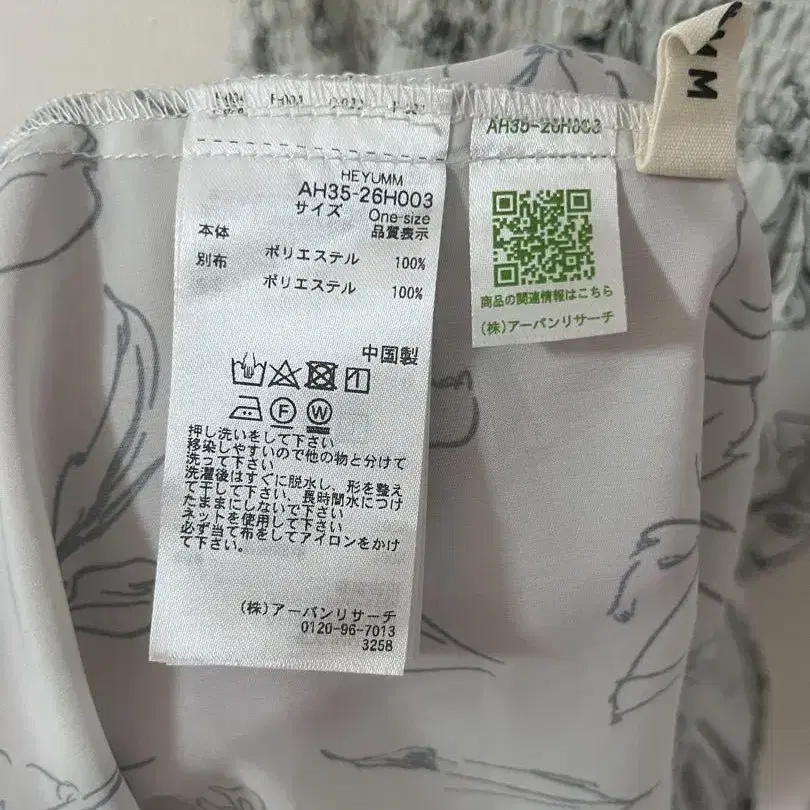 HEYUMM
AH35-26H003
サイズ One-size
品質表示
本体 ポリエステル 100%
別布 ポリエステル 100%
中国製
F W
押し洗いをして下さい
移染しやすいので他の物と分けて
洗って下さい
洗濯後はすぐに脱水し、形を整え
て干して下さい。長時間水につけ
たままにしないで下さい
ネットを使用して下さい
必ず当て布をしてアイロンをかけ
て下さい。
(株)アーバンリサーチ
0120-96-7013
3258
AH35-26H003
商品の関連情報はこちら
(株)アーバンリサーチ
MM